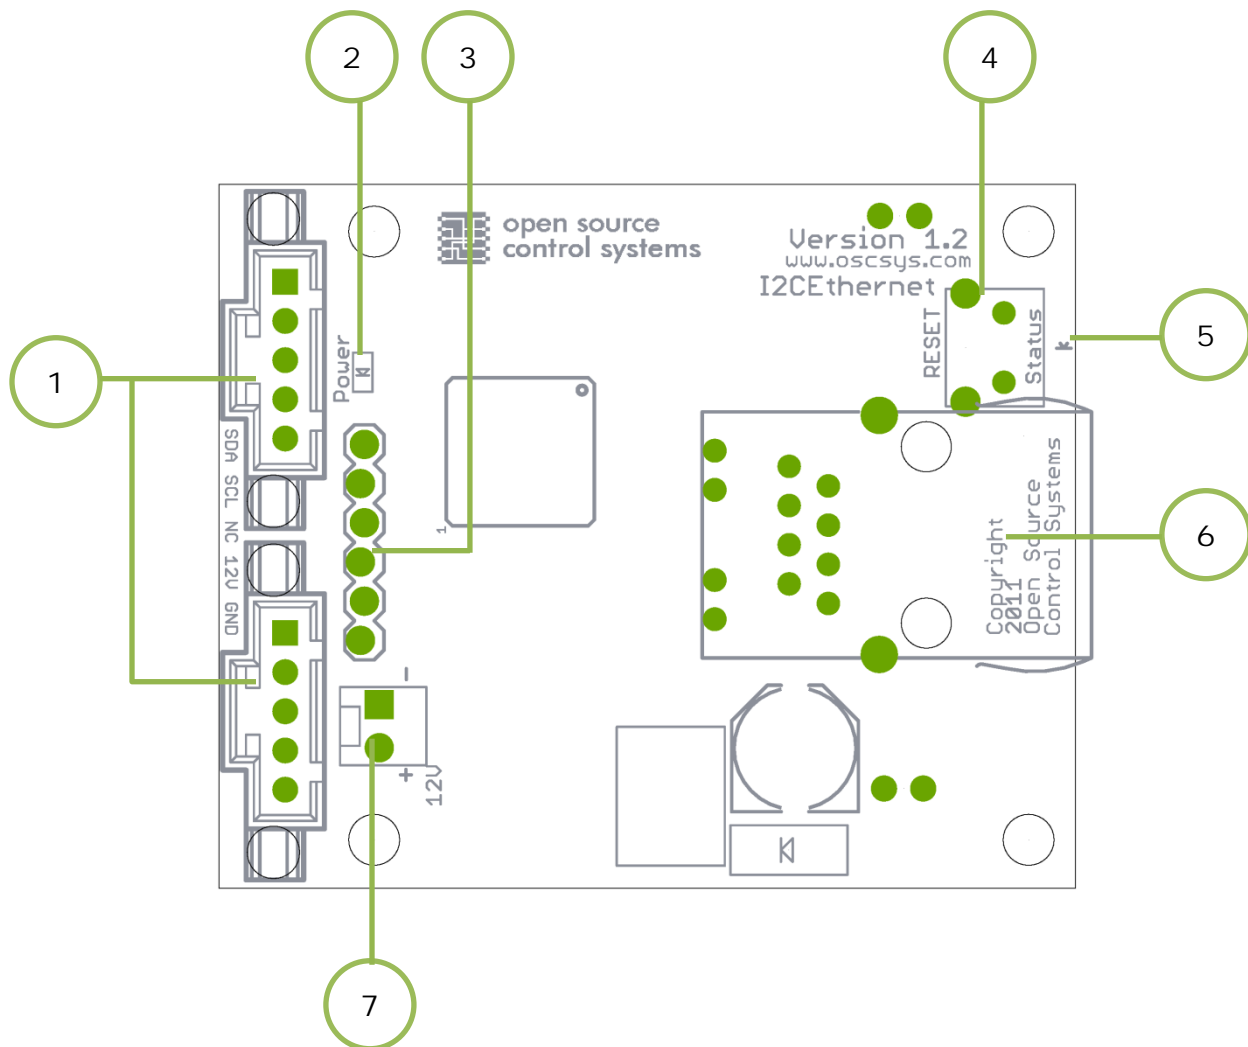 2
3
4
open source
control systems
Version 1.2
www.oscsys.com
I2CEthernet
RESET
Status
5
1
Power
SDA SCL NC 12V GND
1
Copyright
2011
Open Source
Control Systems
6
-
+
12V
7